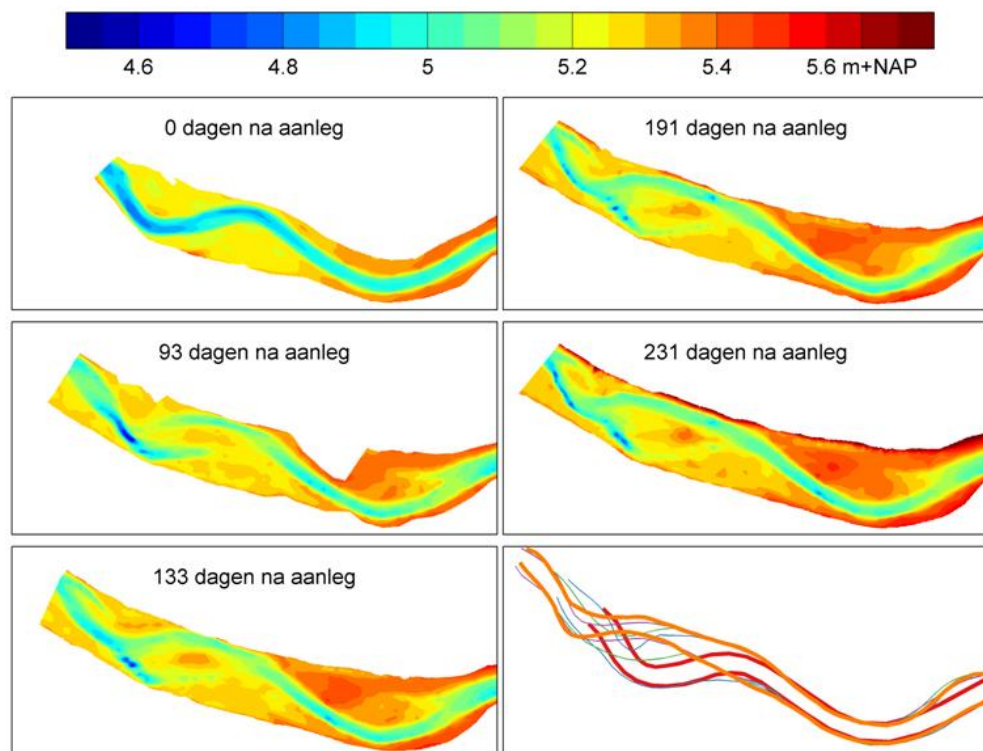 4.6 4.8 5 5.2 5.4 5.6 m+NAP
0 dagen na aanleg
191 dagen na aanleg
93 dagen na aanleg
231 dagen na aanleg
133 dagen na aanleg